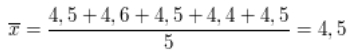 x̅ = (4,5 + 4,6 + 4,5 + 4,4 + 4,5) / 5 = 4,5